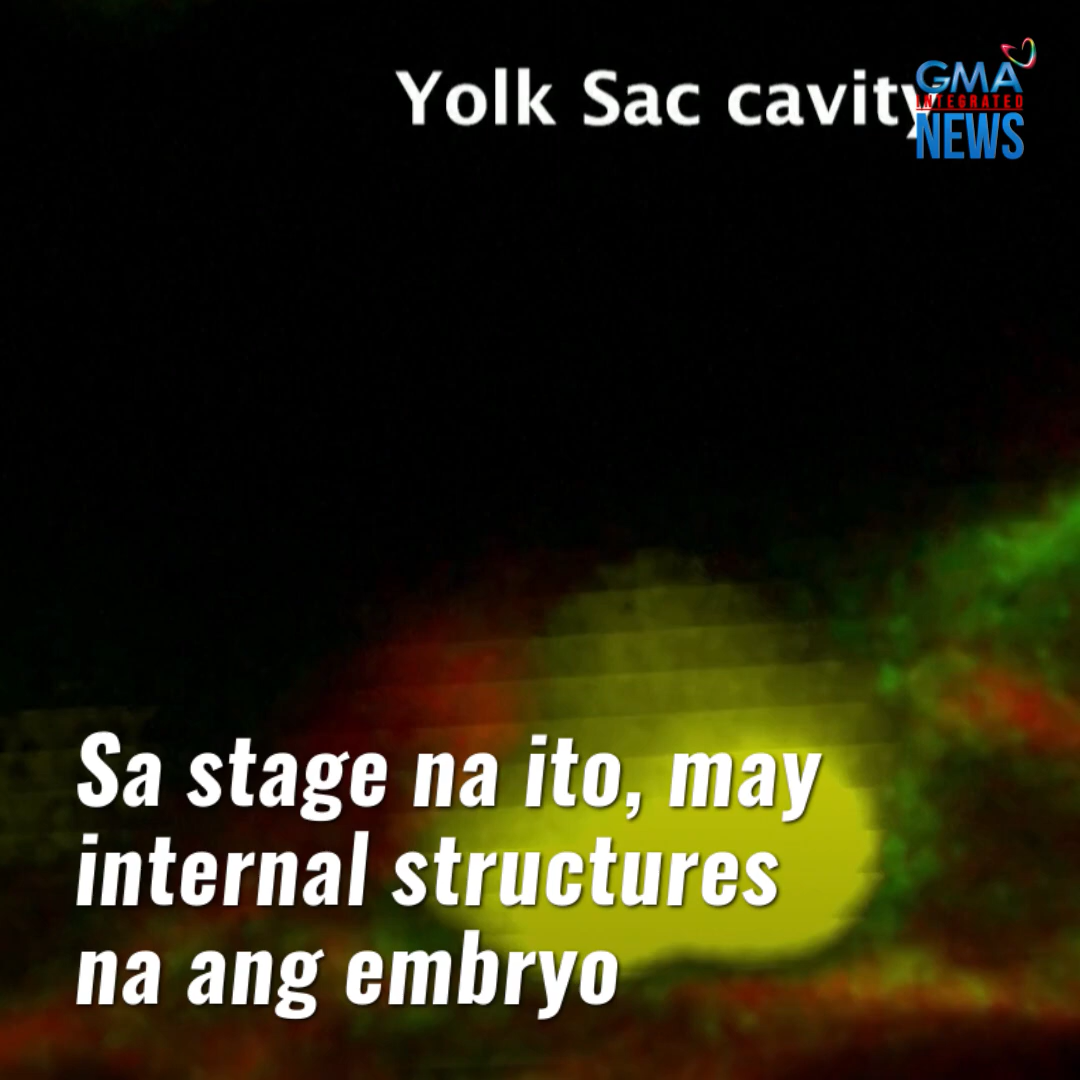 Yolk Sac cavity
GMA
INTEGRATED
NEWS
Sa stage na ito, may
internal structures
na ang embryo